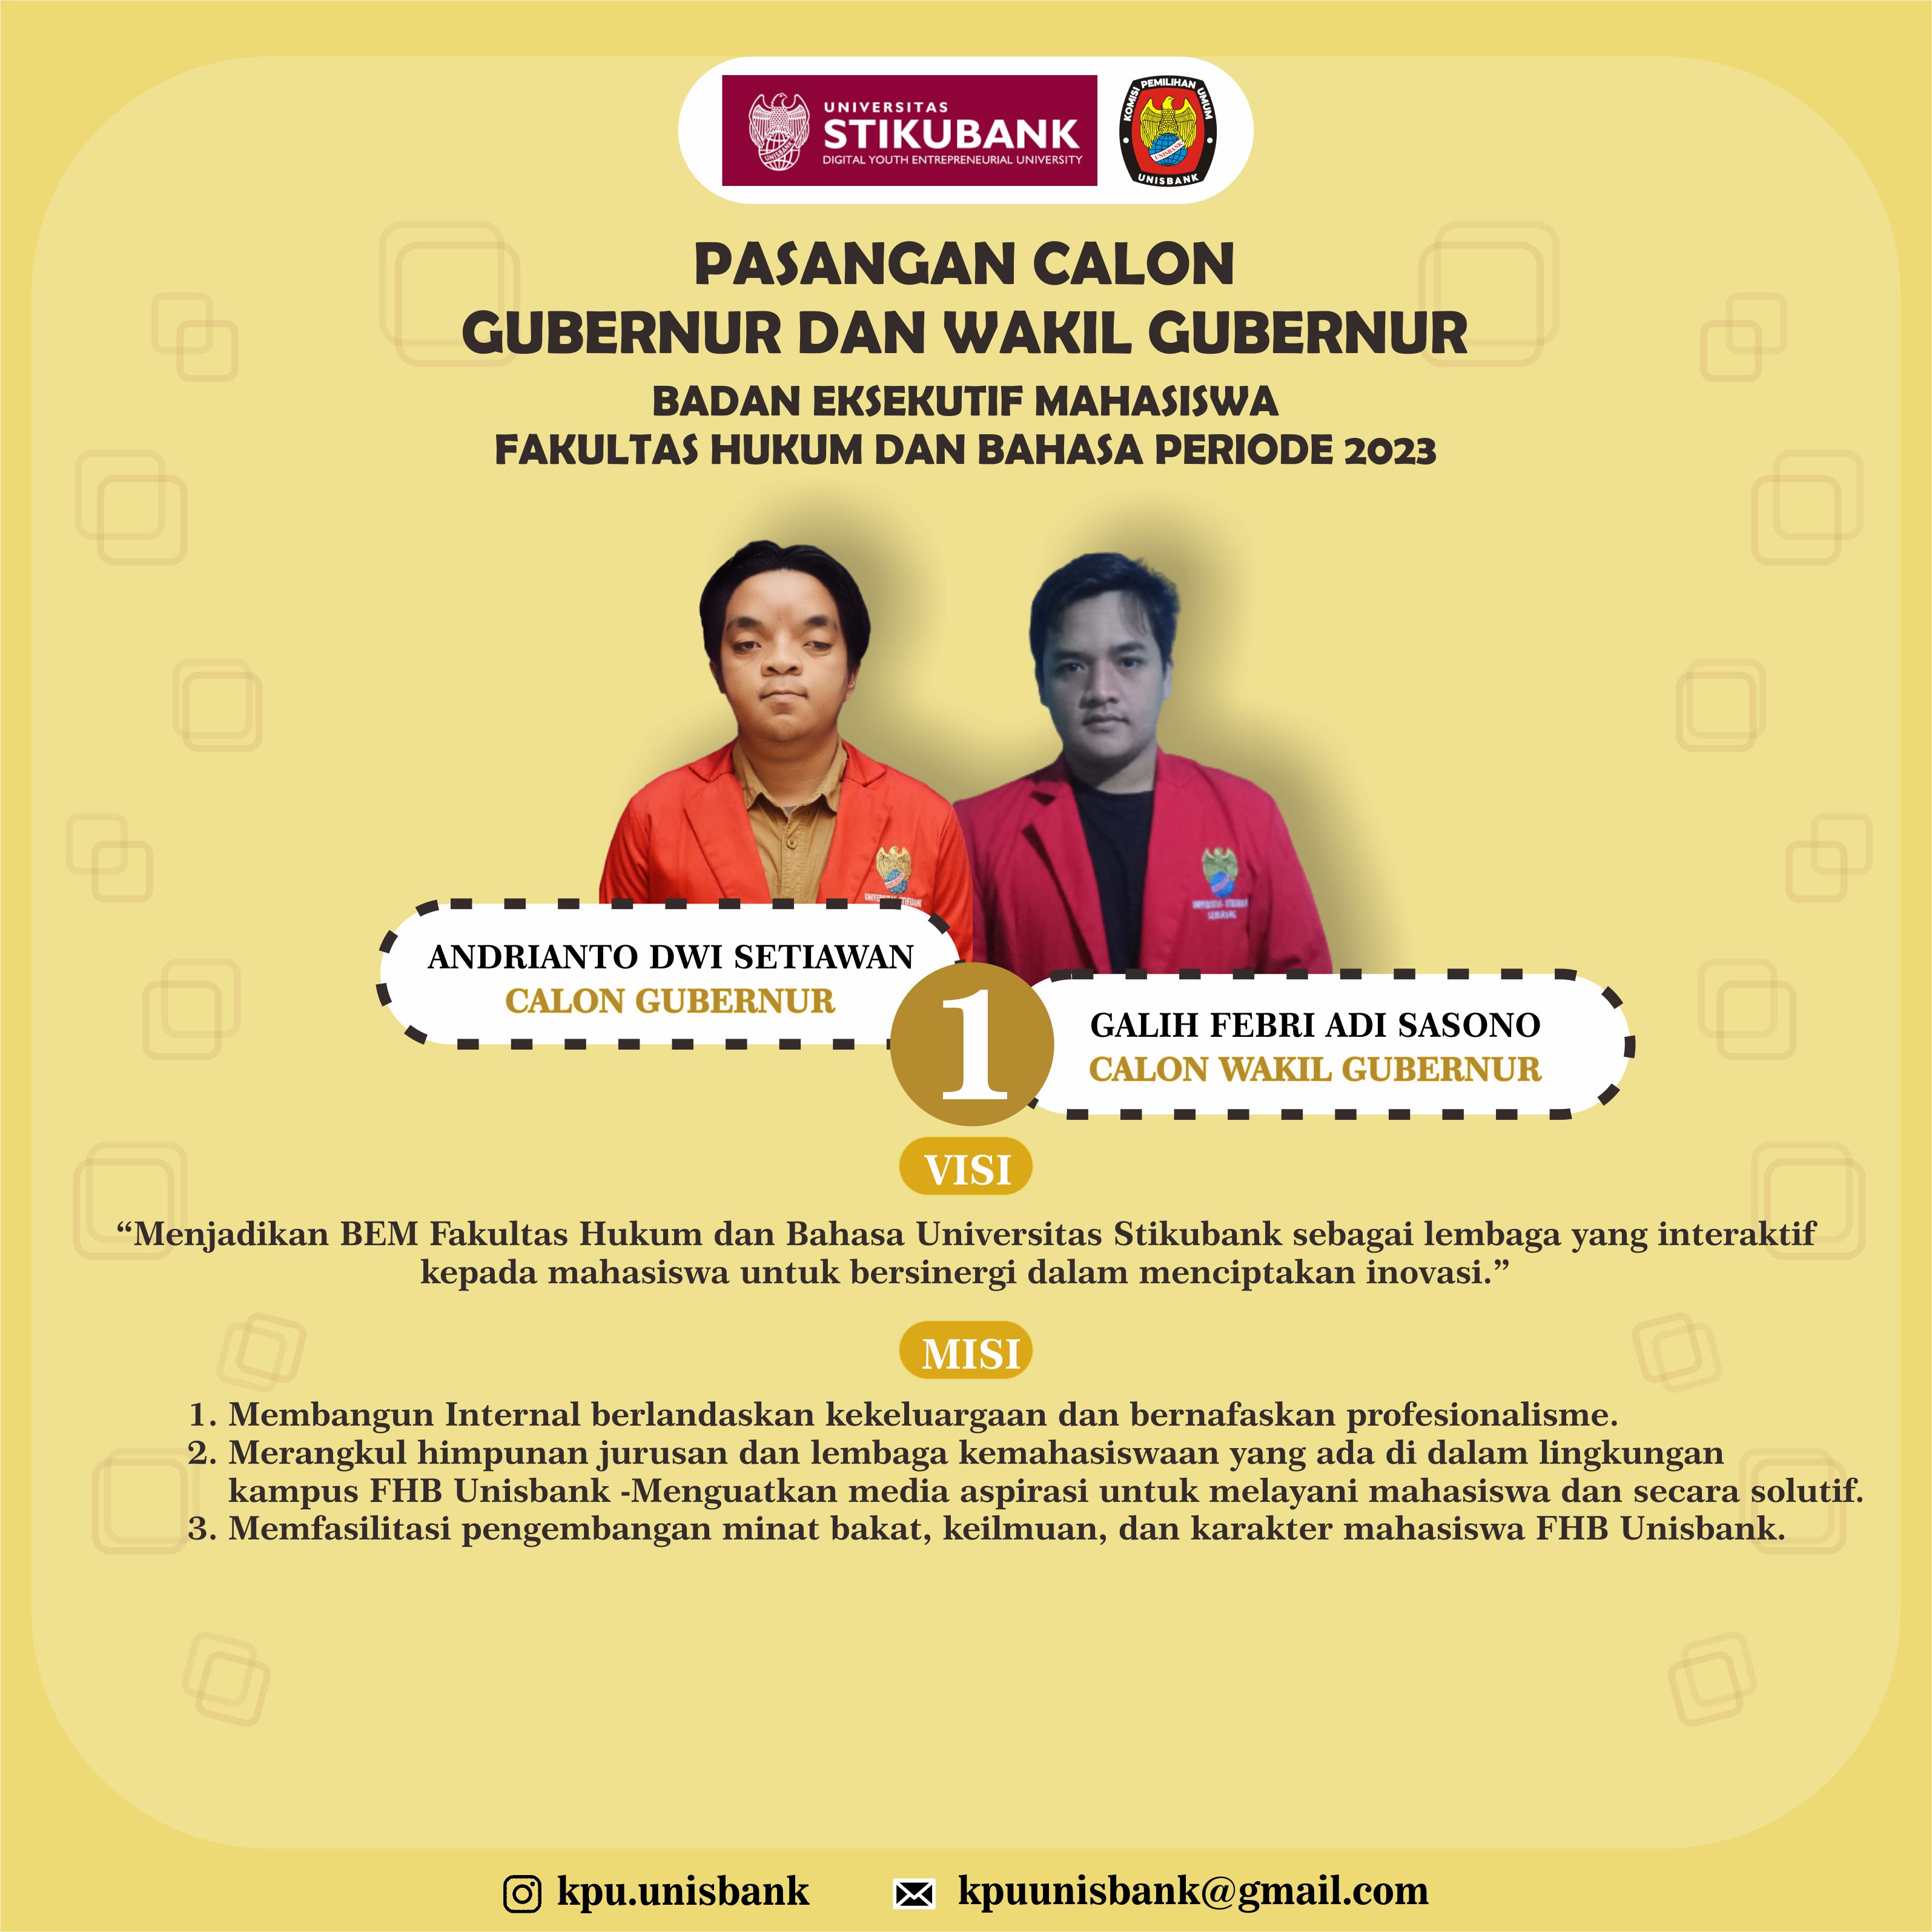 UNIVERSITAS
STIKUBANK
DIGITAL YOUTH ENTREPRENEURIAL UNIVERSITY
UNISBANK
KOMISI PEMILIHAN UMUM
UNISBANK
UNISBANK
PASANGAN CALON
GUBERNUR DAN WAKIL GUBERNUR
BADAN EKSEKUTIF MAHASISWA
FAKULTAS HUKUM DAN BAHASA PERIODE 2023
SEMARANG
ANDRIANTO DWI SETIAWAN
CALON GUBERNUR
1
GALIH FEBRI ADI SASONO
CALON WAKIL GUBERNUR
VISI
“Menjadikan BEM Fakultas Hukum dan Bahasa Universitas Stikubank sebagai lembaga yang interaktif
kepada mahasiswa untuk bersinergi dalam menciptakan inovasi.”
MISI
1. Membangun Internal berlandaskan kekeluargaan dan bernafaskan profesionalisme.
2. Merangkul himpunan jurusan dan lembaga kemahasiswaan yang ada di dalam lingkungan
kampus FHB Unisbank -Menguatkan media aspirasi untuk melayani mahasiswa dan secara solutif.
3. Memfasilitasi pengembangan minat bakat, keilmuan, dan karakter mahasiswa FHB Unisbank.
kpu.unisbank
kpuunisbank@gmail.com